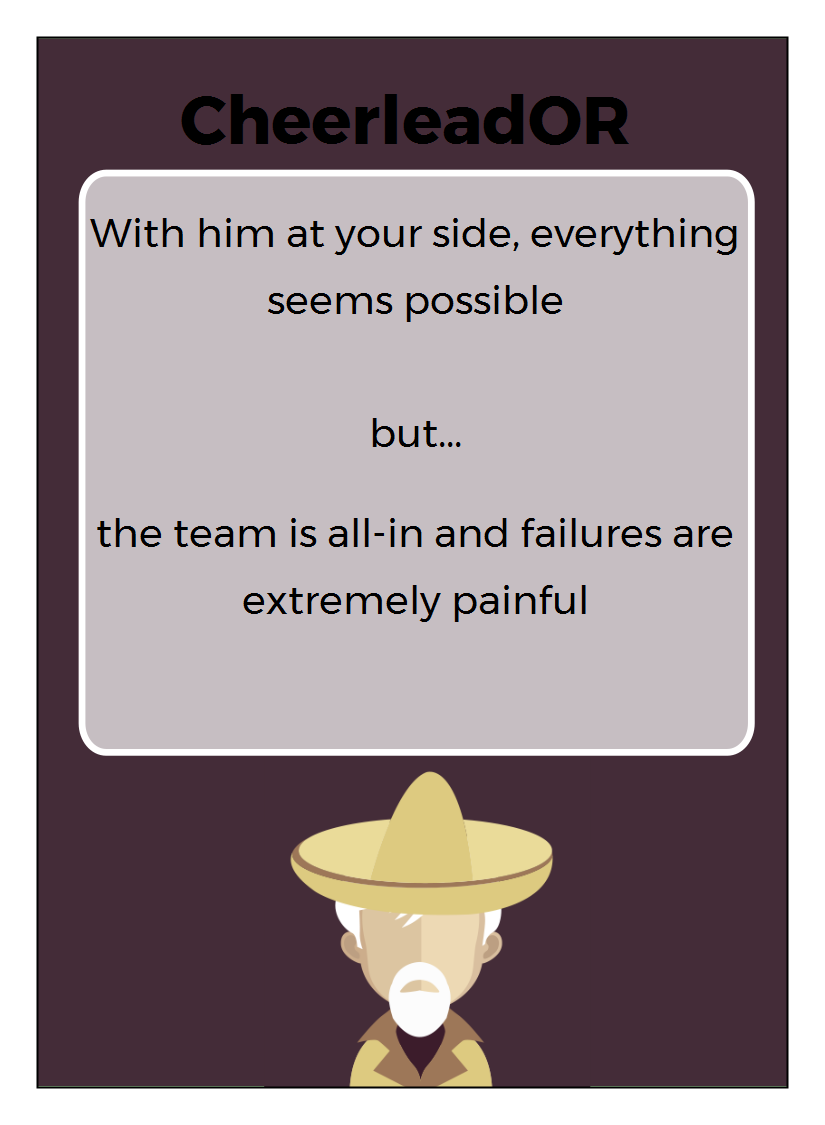 CheerleadOR
With him at your side, everything
seems possible
but...
the team is all-in and failures are
extremely painful